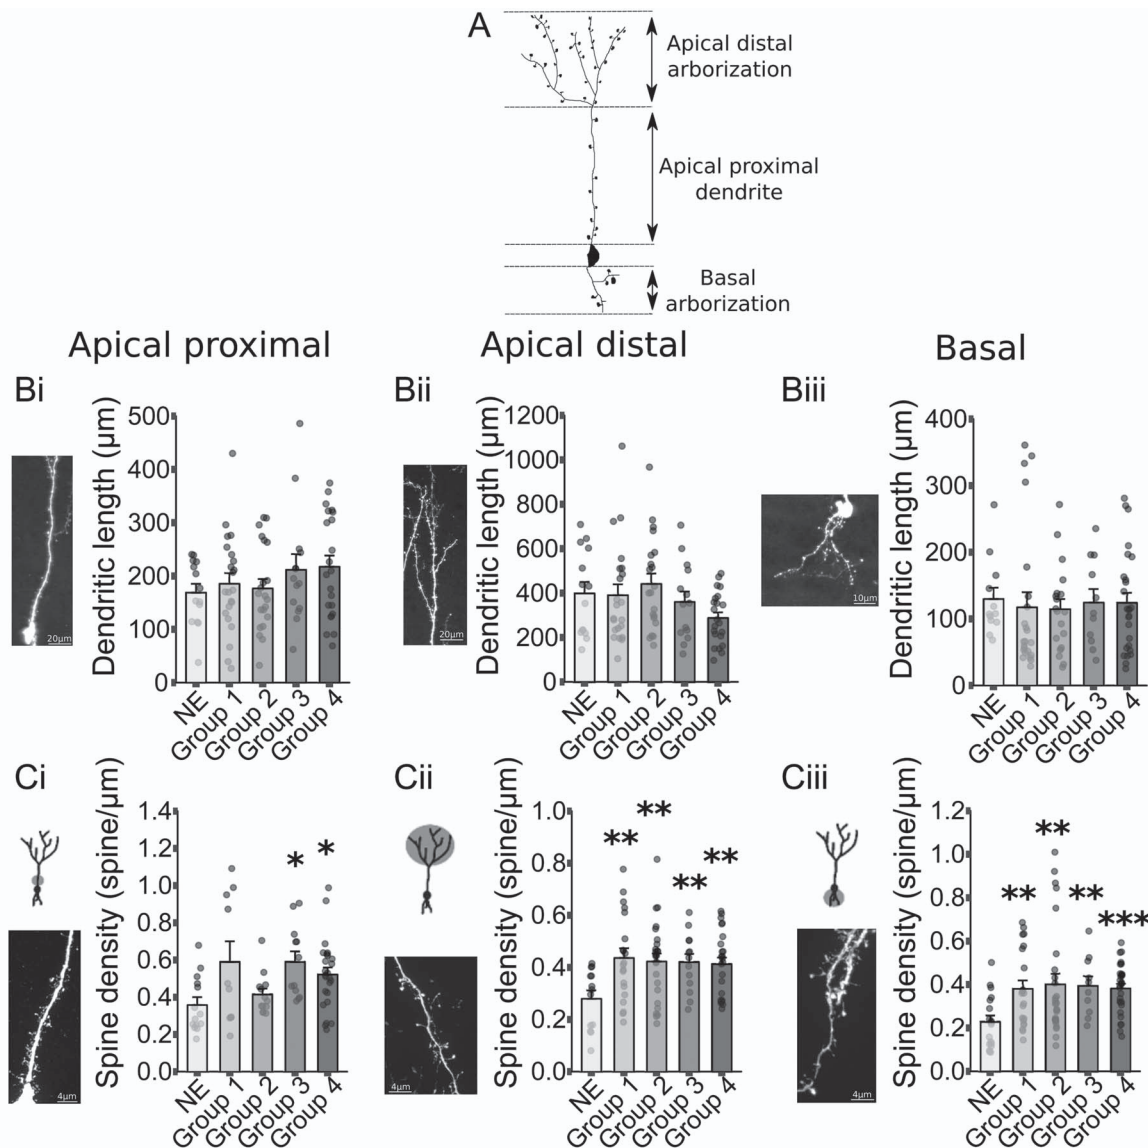 A
Apical distal
arborization
Apical proximal
dendrite
Basal
arborization
Apical proximal
Apical distal
Basal
Bi
20µm
Dendritic length (µm)
500
400
300
200
100
0
NE
Group 1
Group 2
Group 3
Group 4
Bii
20µm
Dendritic length (µm)
1200
1000
800
600
400
200
0
NE
Group 1
Group 2
Group 3
Group 4
Biii
10µm
Dendritic length (µm)
400
300
200
100
0
NE
Group 1
Group 2
Group 3
Group 4
Ci
4µm
Spine density (spine/µm)
1.4
1.2
1.0
0.8
0.6
0.4
0.2
0.0
*
*
NE
Group 1
Group 2
Group 3
Group 4
Cii
4µm
Spine density (spine/µm)
1.0
0.8
0.6
0.4
0.2
0.0
**
**
**
**
NE
Group 1
Group 2
Group 3
Group 4
Ciii
4µm
Spine density (spine/µm)
1.2
1.0
0.8
0.6
0.4
0.2
0.0
**
**
**
***
NE
Group 1
Group 2
Group 3
Group 4